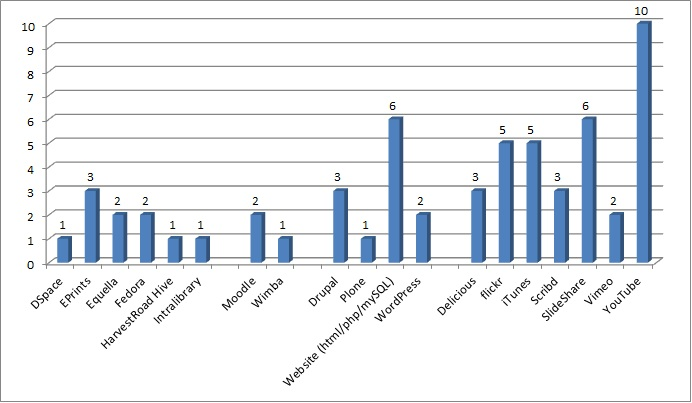 10
9
8
7
6
5
4
3
2
1
0
1
3
2
2
1
1
2
1
3
1
6
2
3
5
5
3
6
2
10
DSpace
EPrints
Equella
Fedora
HarvestRoad Hive
Intralibrary
Moodle
Wimba
Drupal
Plone
Website (html/php/mySQL)
WordPress
Delicious
flickr
iTunes
Scribd
SlideShare
Vimeo
YouTube